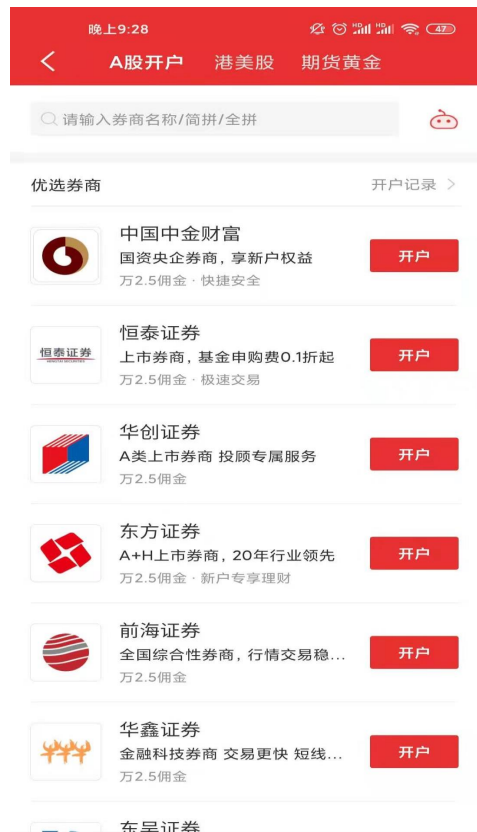 晚上9:28
HD HD 47
A股开户 港美股 期货黄金
请输入券商名称/简拼/全拼
优选券商 开户记录 >
中国中金财富
国资央企券商，享新户权益 开户
万2.5佣金 · 快捷安全
恒泰证券
恒泰证券
上市券商，基金申购费0.1折起 开户
万2.5佣金 · 极速交易
华创证券
A类上市券商 投顾专属服务 开户
万2.5佣金
东方证券
A+H上市券商，20年行业领先 开户
万2.5佣金 · 新户专享理财
前海证券
全国综合性券商，行情交易稳... 开户
万2.5佣金
华鑫证券
金融科技券商 交易更快 短线... 开户
万2.5佣金
东吴证券